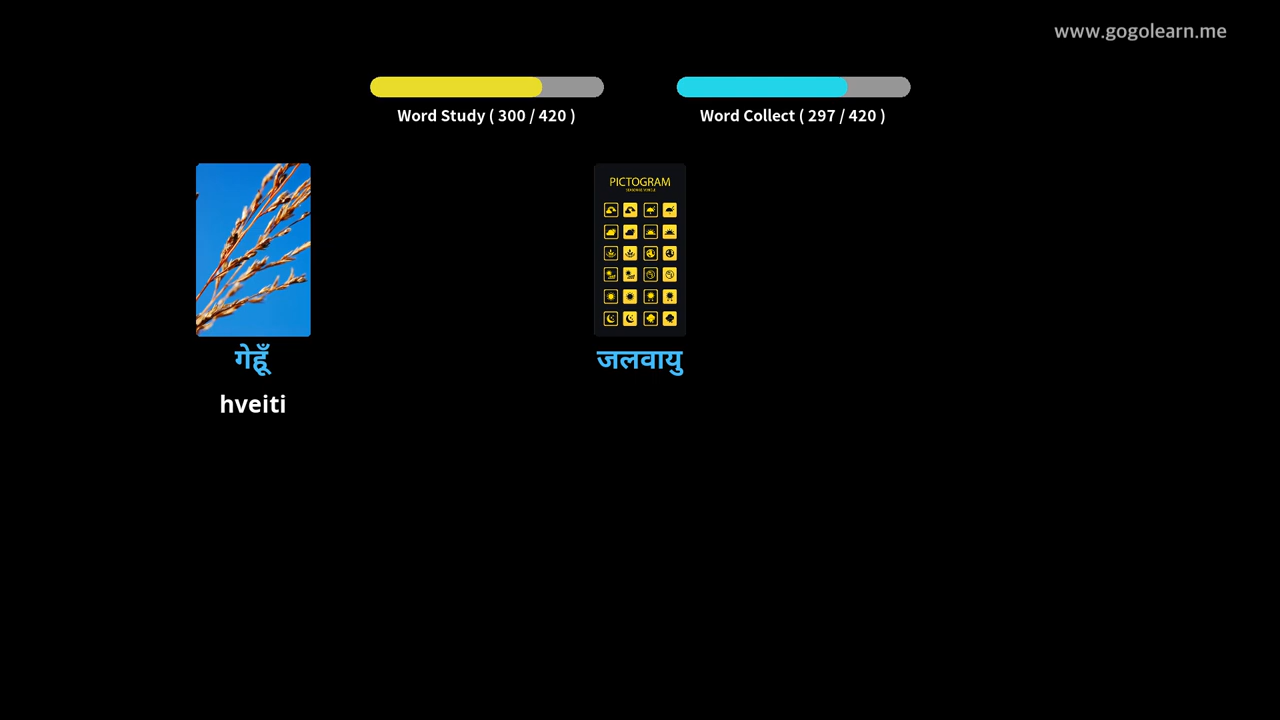 www.gogolearn.me
Word Study ( 300 / 420 )
Word Collect ( 297 / 420 )
PICTOGRAM
गेहूँ
जलवायु
hveiti